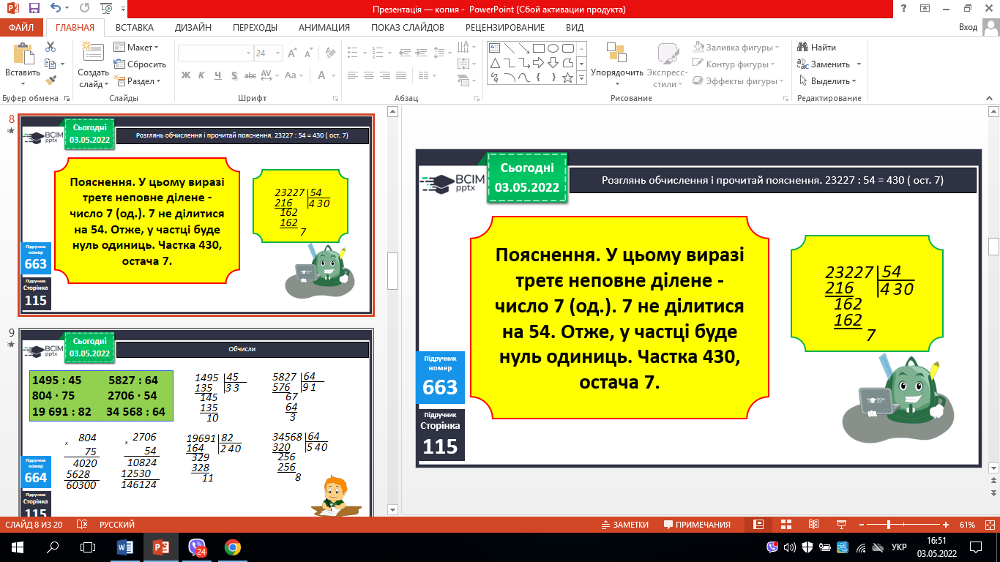 Презентація — копия - PowerPoint (Сбой активации продукта)
ФАЙЛ ГЛАВНАЯ ВСТАВКА ДИЗАЙН ПЕРЕХОДЫ АНИМАЦИЯ ПОКАЗ СЛАЙДОВ РЕЦЕНЗИРОВАНИЕ ВИД Вход
Вставить
Буфер обмена
Создать слайд
Макет
Сбросить
Раздел
Слайды
24
Ж К Ч S abc AV Aa A
Шрифт
Абзац
Упорядочить
Экспресс-стили
Заливка фигуры
Контур фигуры
Эффекты фигуры
Рисование
Найти
Заменить
Выделить
Редактирование
8
BCIM
pptx
Сьогодні
03.05.2022
Розглянь обчислення і прочитай пояснення. 23227 : 54 = 430 ( ост. 7)
Пояснення. У цьому виразі
третє неповне ділене -
число 7 (од.). 7 не ділитися
на 54. Отже, у частці буде
нуль одиниць. Частка 430,
остача 7.
23227 54
216 4 30
162
162
7
Підручник
номер
663
Підручник
Сторінка
115
9
BCIM
pptx
Сьогодні
03.05.2022
Обчисли
1495 : 45 5827 : 64
804 · 75 2706 · 54
19 691 : 82 34 568 : 64
1495 45
135 3 3
145
135
10
5827 64
576 9 1
67
64
3
804
x 75
4020
5628
60300
2706
x 54
10824
12530
146124
19691 82
164 2 40
329
328
11
34568 64
320 5 40
256
256
8
Підручник
номер
664
Підручник
Сторінка
115
BCIM
pptx
Сьогодні
03.05.2022
Розглянь обчислення і прочитай пояснення. 23227 : 54 = 430 ( ост. 7)
Пояснення. У цьому виразі
третє неповне ділене -
число 7 (од.). 7 не ділитися
на 54. Отже, у частці буде
нуль одиниць. Частка 430,
остача 7.
23227 54
216 4 30
162
162
7
Підручник
номер
663
Підручник
Сторінка
115
СЛАЙД 8 ИЗ 20 РУССКИЙ ЗАМЕТКИ ПРИМЕЧАНИЯ 61%
24
УКР
16:51
03.05.2022